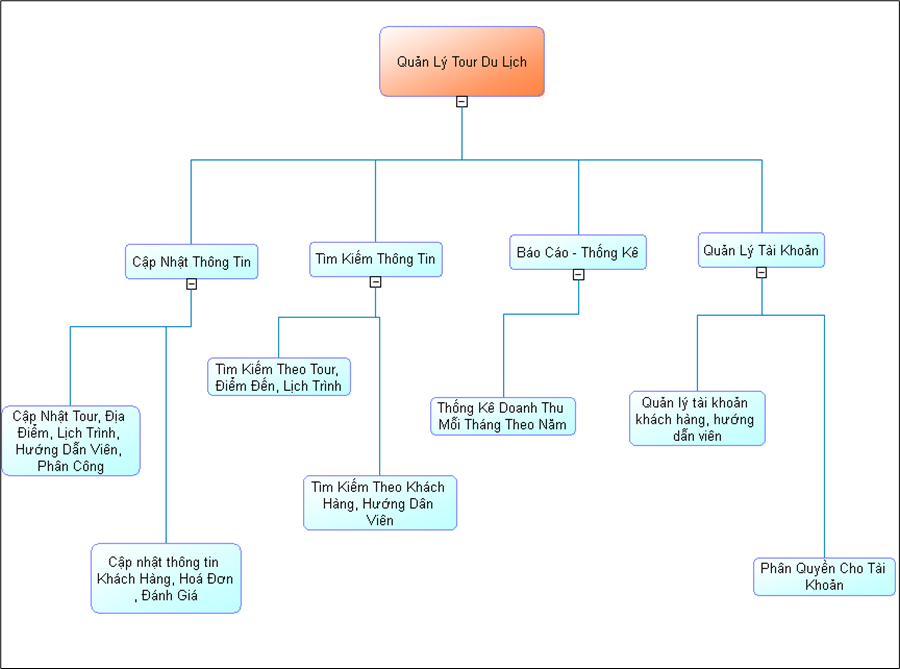 Quản Lý Tour Du Lịch
Cập Nhật Thông Tin
Tìm Kiếm Thông Tin
Báo Cáo - Thống Kê
Quản Lý Tài Khoản
Cập Nhật Tour, Địa
Điểm, Lịch Trình,
Hướng Dẫn Viên,
Phân Công
Cập nhật thông tin
Khách Hàng, Hoá Đơn
, Đánh Giá
Tìm Kiếm Theo Tour,
Điểm Đến, Lịch Trình
Tìm Kiếm Theo Khách
Hàng, Hướng Dân
Viên
Thống Kê Doanh Thu
Mỗi Tháng Theo Năm
Quản lý tài khoản
khách hàng, hướng
dẫn viên
Phân Quyền Cho Tài
Khoản